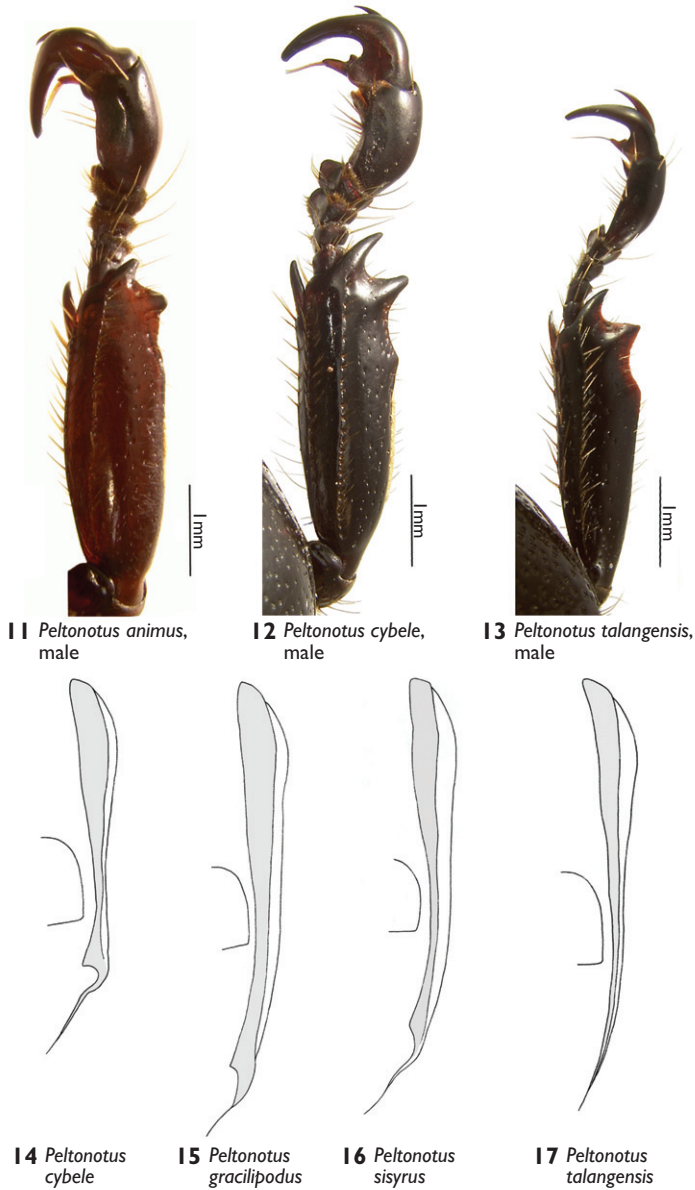 1mm
1mm
1mm
11 Peltonotus animus,
male
12 Peltonotus cybele,
male
13 Peltonotus talangensis,
male
14 Peltonotus
cybele
15 Peltonotus
gracilipodus
16 Peltonotus
sisyrus
17 Peltonotus
talangensis